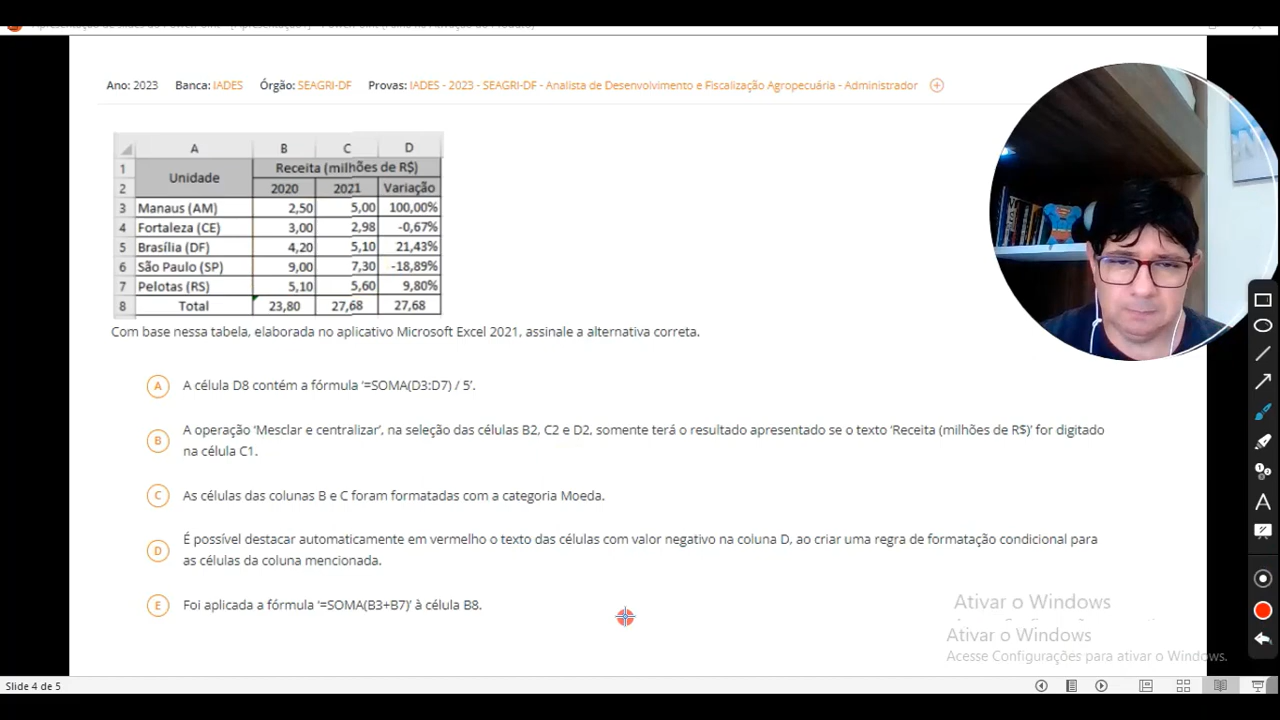 Ano: 2023 Banca: IADES Órgão: SEAGRI-DF Provas: IADES - 2023 - SEAGRI-DF - Analista de Desenvolvimento e Fiscalização Agropecuária - Administrador
A B C D
1 Unidade Receita (milhões de R$)
2 2020 2021 Variação
3 Manaus (AM) 2,50 5,00 100,00%
4 Fortaleza (CE) 3,00 2,98 -0,67%
5 Brasília (DF) 4,20 5,10 21,43%
6 São Paulo (SP) 9,00 7,30 -18,89%
7 Pelotas (RS) 5,10 5,60 9,80%
8 Total 23,80 27,68 27,68
Com base nessa tabela, elaborada no aplicativo Microsoft Excel 2021, assinale a alternativa correta.
A A célula D8 contém a fórmula ‘=SOMA(D3:D7) / 5’.
B A operação ‘Mesclar e centralizar’, na seleção das células B2, C2 e D2, somente terá o resultado apresentado se o texto ‘Receita (milhões de R$)’ for digitado
na célula C1.
C As células das colunas B e C foram formatadas com a categoria Moeda.
D É possível destacar automaticamente em vermelho o texto das células com valor negativo na coluna D, ao criar uma regra de formatação condicional para
as células da coluna mencionada.
E Foi aplicada a fórmula ‘=SOMA(B3+B7)’ à célula B8.
Ativar o Windows
Ativar o Windows
Acesse Configurações para ativar o Windows.
Slide 4 de 5